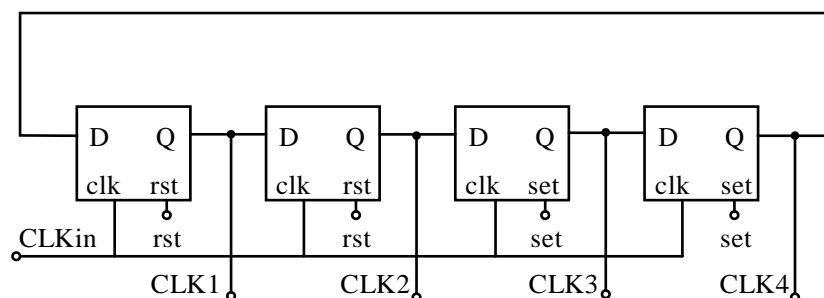 D Q D Q D Q D Q
clk rst clk rst clk set clk set
CLKin rst rst set set
CLK1 CLK2 CLK3 CLK4